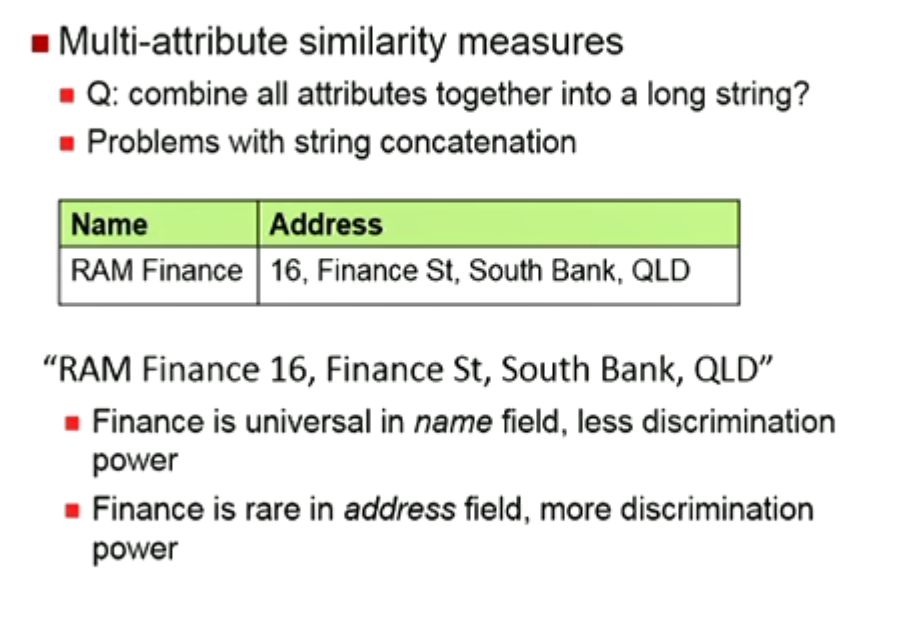 Multi-attribute similarity measures
Q: combine all attributes together into a long string?
Problems with string concatenation
Name Address
RAM Finance 16, Finance St, South Bank, QLD
“RAM Finance 16, Finance St, South Bank, QLD”
Finance is universal in name field, less discrimination
power
Finance is rare in address field, more discrimination
power